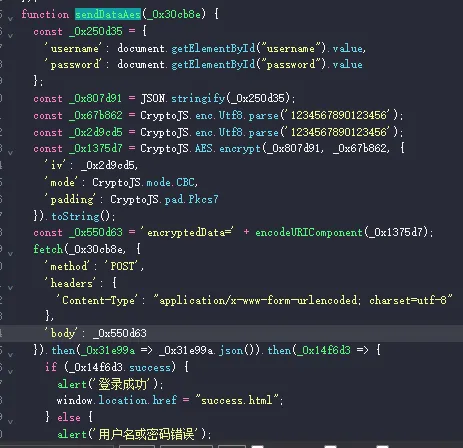 function sendDataAes(_0x30cb8e) {
const _0x250d35 = {
'username': document.getElementById("username").value,
'password': document.getElementById("password").value
};
const _0x807d91 = JSON.stringify(_0x250d35);
const _0x67b862 = CryptoJS.enc.Utf8.parse('1234567890123456');
const _0x2d9cd5 = CryptoJS.enc.Utf8.parse('1234567890123456');
const _0x1375d7 = CryptoJS.AES.encrypt(_0x807d91, _0x67b862, {
'iv': _0x2d9cd5,
'mode': CryptoJS.mode.CBC,
'padding': CryptoJS.pad.Pkcs7
}).toString();
const _0x550d63 = 'encryptedData=' + encodeURIComponent(_0x1375d7);
fetch(_0x30cb8e, {
'method': 'POST',
'headers': {
'Content-Type': "application/x-www-form-urlencoded; charset=utf-8"
},
'body': _0x550d63
}).then(_0x31e99a => _0x31e99a.json()).then(_0x14f6d3 => {
if (_0x14f6d3.success) {
alert('登录成功');
window.location.href = "success.html";
} else {
alert('用户名或密码错误');